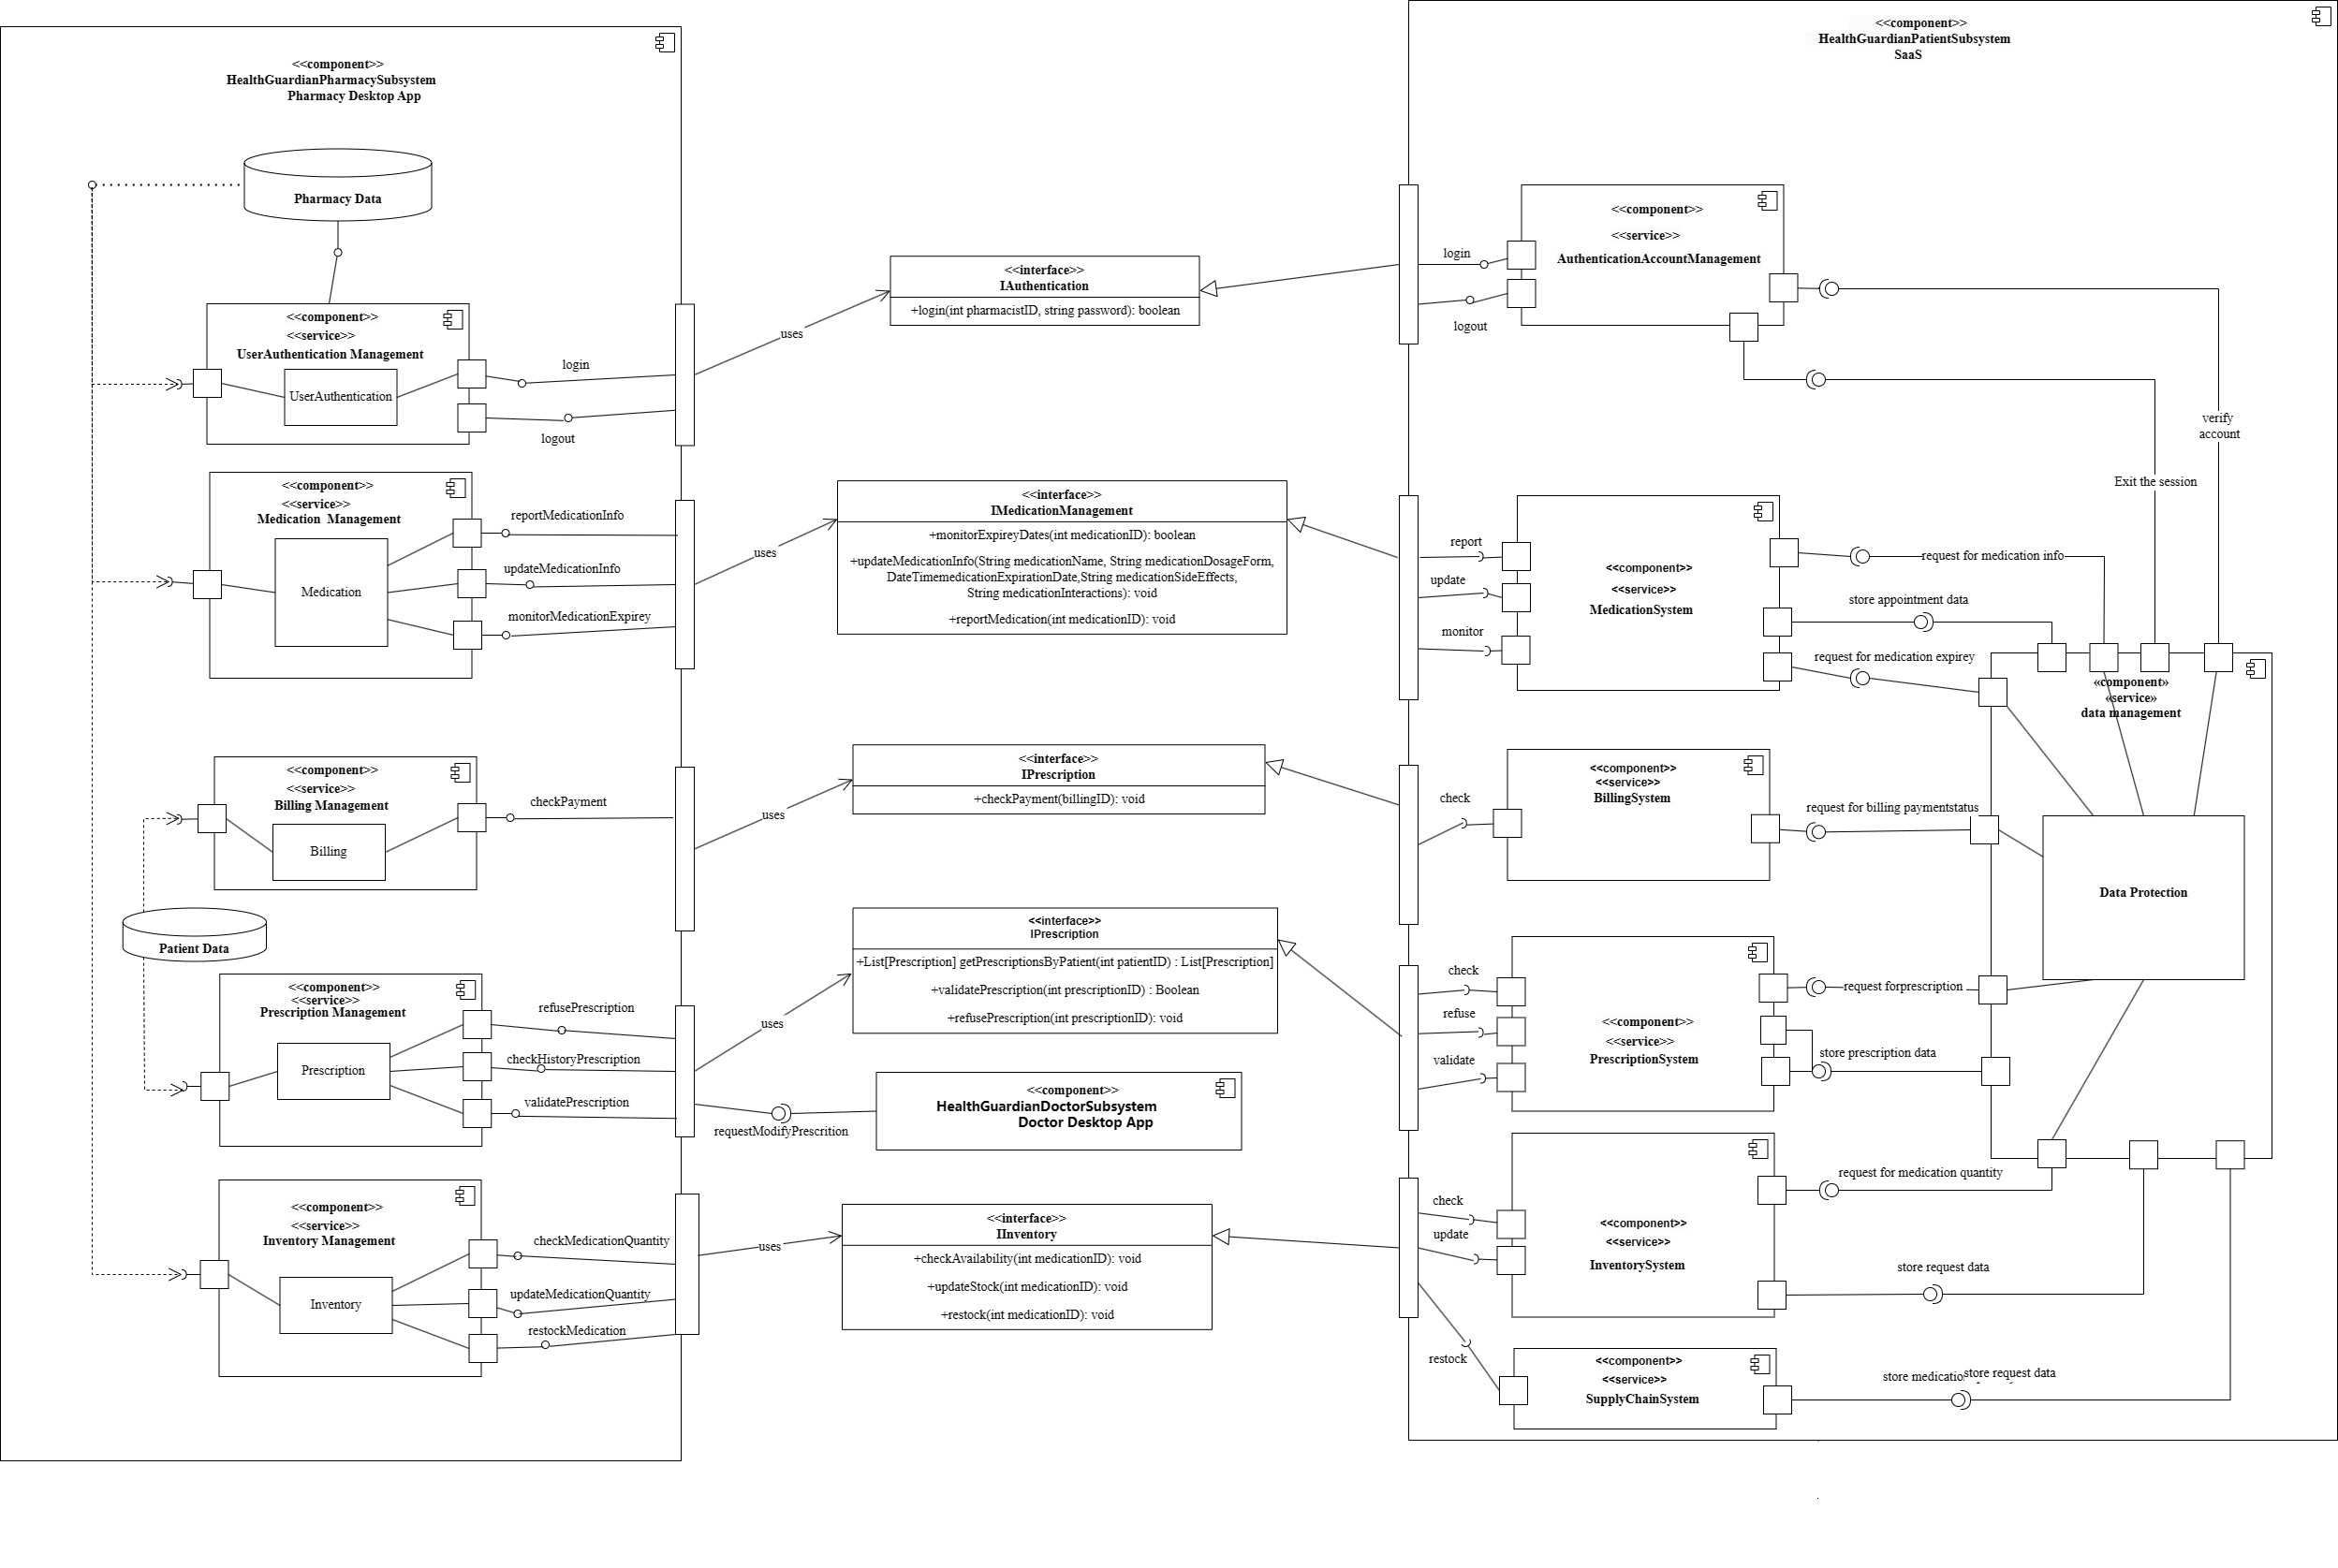 <<component>>
HealthGuardianPharmacySubsystem
Pharmacy Desktop App
Pharmacy Data
<<component>>
<<service>>
UserAuthentication Management
UserAuthentication
login
logout
<<component>>
<<service>>
Medication  Management
Medication
reportMedicationInfo
updateMedicationInfo
monitorMedicationExpirey
<<component>>
<<service>>
Billing Management
Billing
checkPayment
Patient Data
<<component>>
<<service>>
Prescription Management
Prescription
refusePrescription
checkHistoryPrescription
validatePrescription
<<component>>
<<service>>
Inventory Management
Inventory
checkMedicationQuantity
updateMedicationQuantity
restockMedication
uses
<<interface>>
IAuthentication
+login(int pharmacistID, string password): boolean
uses
<<interface>>
IMedicationManagement
+monitorExpireyDates(int medicationID): boolean
+updateMedicationInfo(String medicationName, String medicationDosageForm,
DateTimemedicationExpirationDate,String medicationSideEffects,
String medicationInteractions): void
+reportMedication(int medicationID): void
uses
<<interface>>
IPrescription
+checkPayment(billingID): void
uses
<<interface>>
IPrescription
+List[Prescription] getPrescriptionsByPatient(int patientID) : List[Prescription]
+validatePrescription(int prescriptionID) : Boolean
+refusePrescription(int prescriptionID): void
requestModifyPrescrition
<<component>>
HealthGuardianDoctorSubsystem
Doctor Desktop App
uses
<<interface>>
IInventory
+checkAvailability(int medicationID): void
+updateStock(int medicationID): void
+restock(int medicationID): void
<<component>>
HealthGuardianPatientSubsystem
SaaS
login
logout
<<component>>
<<service>>
AuthenticationAccountManagement
verify
account
Exit the session
report
update
monitor
<<component>>
<<service>>
MedicationSystem
request for medication info
store appointment data
request for medication expirey
«component»
«service»
data management
Data Protection
check
<<component>>
<<service>>
BillingSystem
request for billing paymentstatus
check
refuse
validate
<<component>>
<<service>>
PrescriptionSystem
request forprescription
store prescription data
check
update
restock
<<component>>
<<service>>
InventorySystem
request for medication quantity
store request data
<<component>>
<<service>>
SupplyChainSystem
store request data